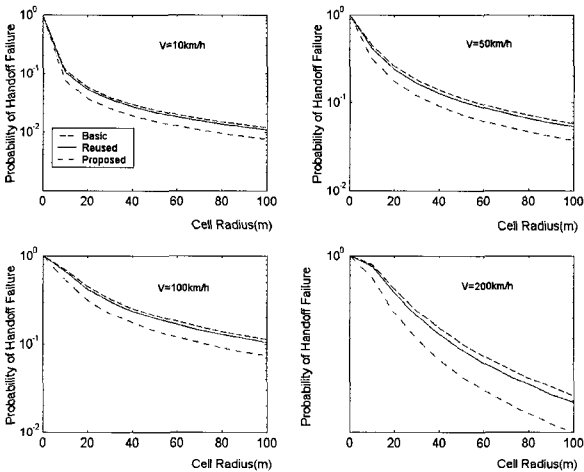 Probability of Handoff Failure
10^0
10^-1
10^-2
V=10km/h
Basic
Reused
Proposed
0 20 40 60 80 100
Cell Radius(m)
Probability of Handoff Failure
10^0
10^-1
10^-2
V=50km/h
0 20 40 60 80 100
Cell Radius(m)
Probability of Handoff Failure
10^0
10^-1
10^-2
V=100km/h
0 20 40 60 80 100
Cell Radius(m)
Probability of Handoff Failure
10^0
V=200km/h
0 20 40 60 80 100
Cell Radius(m)